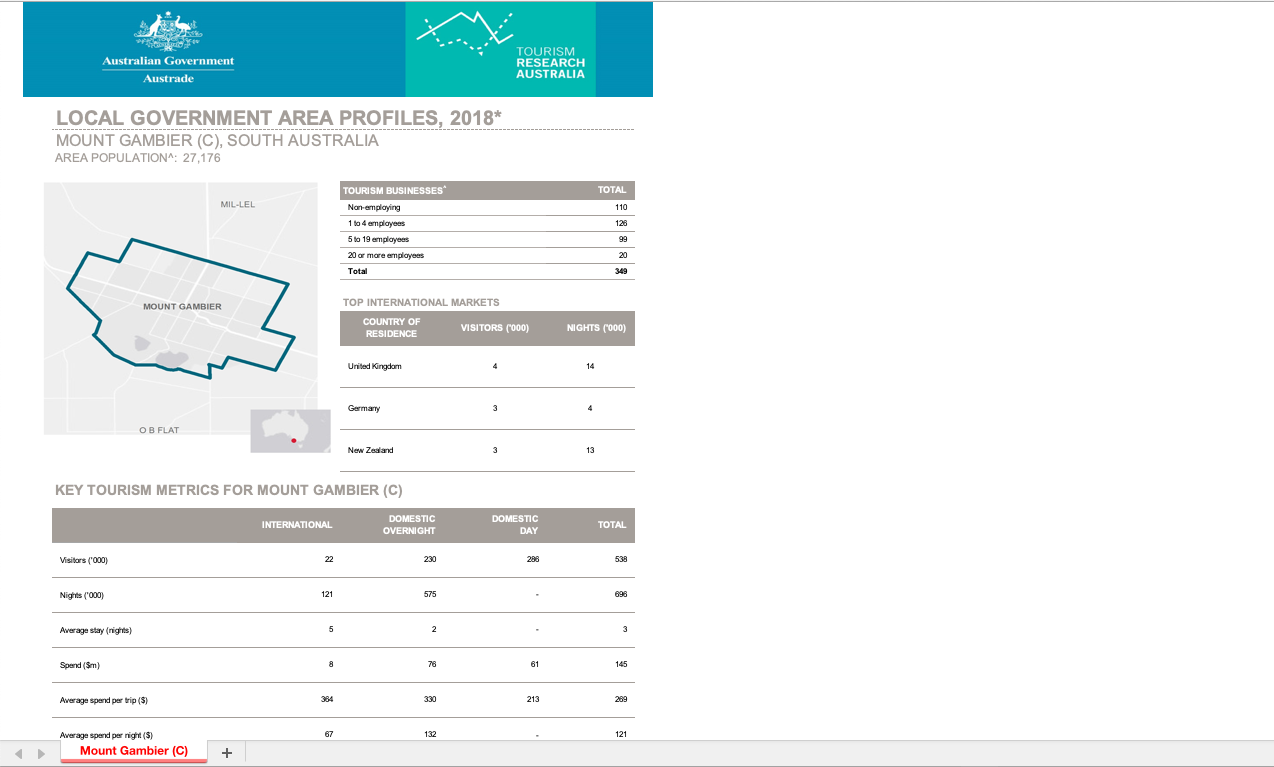 Australian Government
Austrade
TOURISM
RESEARCH
AUSTRALIA
LOCAL GOVERNMENT AREA PROFILES, 2018*
MOUNT GAMBIER (C), SOUTH AUSTRALIA
AREA POPULATION^: 27,176
MIL-LEL
MOUNT GAMBIER
O B FLAT
TOURISM BUSINESSES^ TOTAL
Non-employing 110
1 to 4 employees 126
5 to 19 employees 99
20 or more employees 20
Total 349
TOP INTERNATIONAL MARKETS
COUNTRY OF RESIDENCE VISITORS ('000) NIGHTS ('000)
United Kingdom 4 14
Germany 3 4
New Zealand 3 13
KEY TOURISM METRICS FOR MOUNT GAMBIER (C)
INTERNATIONAL DOMESTIC OVERNIGHT DOMESTIC DAY TOTAL
Visitors ('000) 22 230 286 538
Nights ('000) 121 575 - 696
Average stay (nights) 5 2 - 3
Spend ($m) 8 76 61 145
Average spend per trip ($) 364 330 213 269
Average spend per night ($) 67 132 - 121
Mount Gambier (C) +